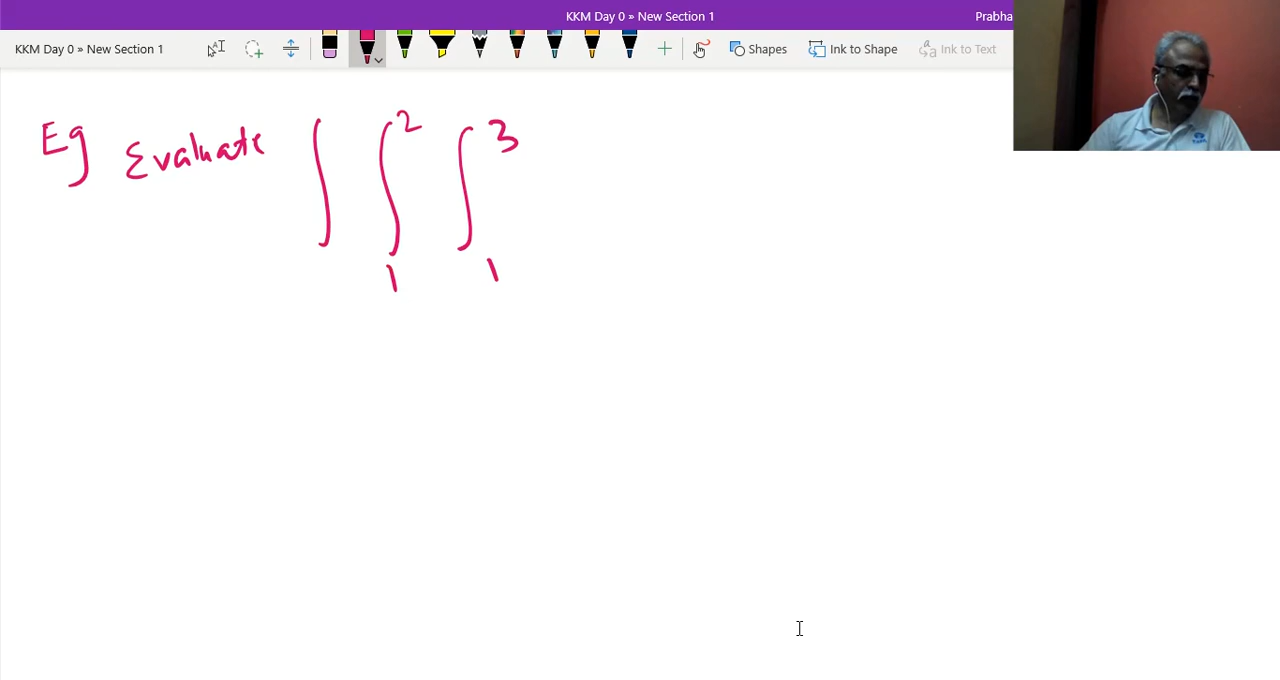 KKM Day 0 » New Section 1
Prabha
KKM Day 0 » New Section 1
Shapes
Ink to Shape
Ink to Text
Eg Evaluate ∫ ∫₁² ∫₁³